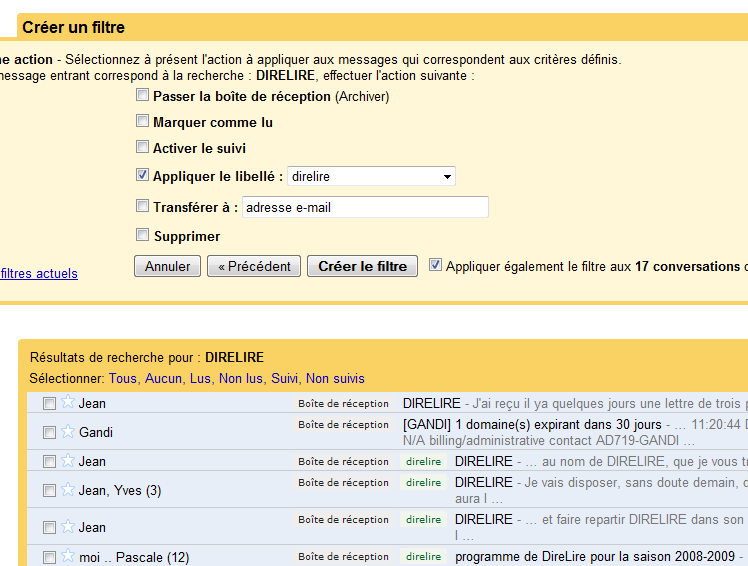 Créer un filtre
ne action - Sélectionnez à présent l'action à appliquer aux messages qui correspondent aux critères définis.
message entrant correspond à la recherche : DIRELIRE, effectuer l'action suivante :
Passer la boîte de réception (Archiver)
Marquer comme lu
Activer le suivi
Appliquer le libellé : direlire
Transférer à : adresse e-mail
Supprimer
filtres actuels Annuler « Précédent Créer le filtre Appliquer également le filtre aux 17 conversations
Résultats de recherche pour : DIRELIRE
Sélectionner: Tous, Aucun, Lus, Non lus, Suivi, Non suivis
Jean Boîte de réception DIRELIRE - J'ai reçu il ya quelques jours une lettre de trois
Gandi Boîte de réception [GANDI] 1 domaine(s) expirant dans 30 jours - ... 11:20:44
N/A billing/administrative contact AD719-GANDI ...
Jean Boîte de réception direlire DIRELIRE - ... au nom de DIRELIRE, que je vous
Jean, Yves (3) Boîte de réception direlire DIRELIRE - Je vais disposer, sans doute demain,
aura l ...
Jean Boîte de réception direlire DIRELIRE - ... et faire repartir DIRELIRE dans son
l ...
moi .. Pascale (12) Boîte de réception direlire programme de DireLire pour la saison 2008-2009 -